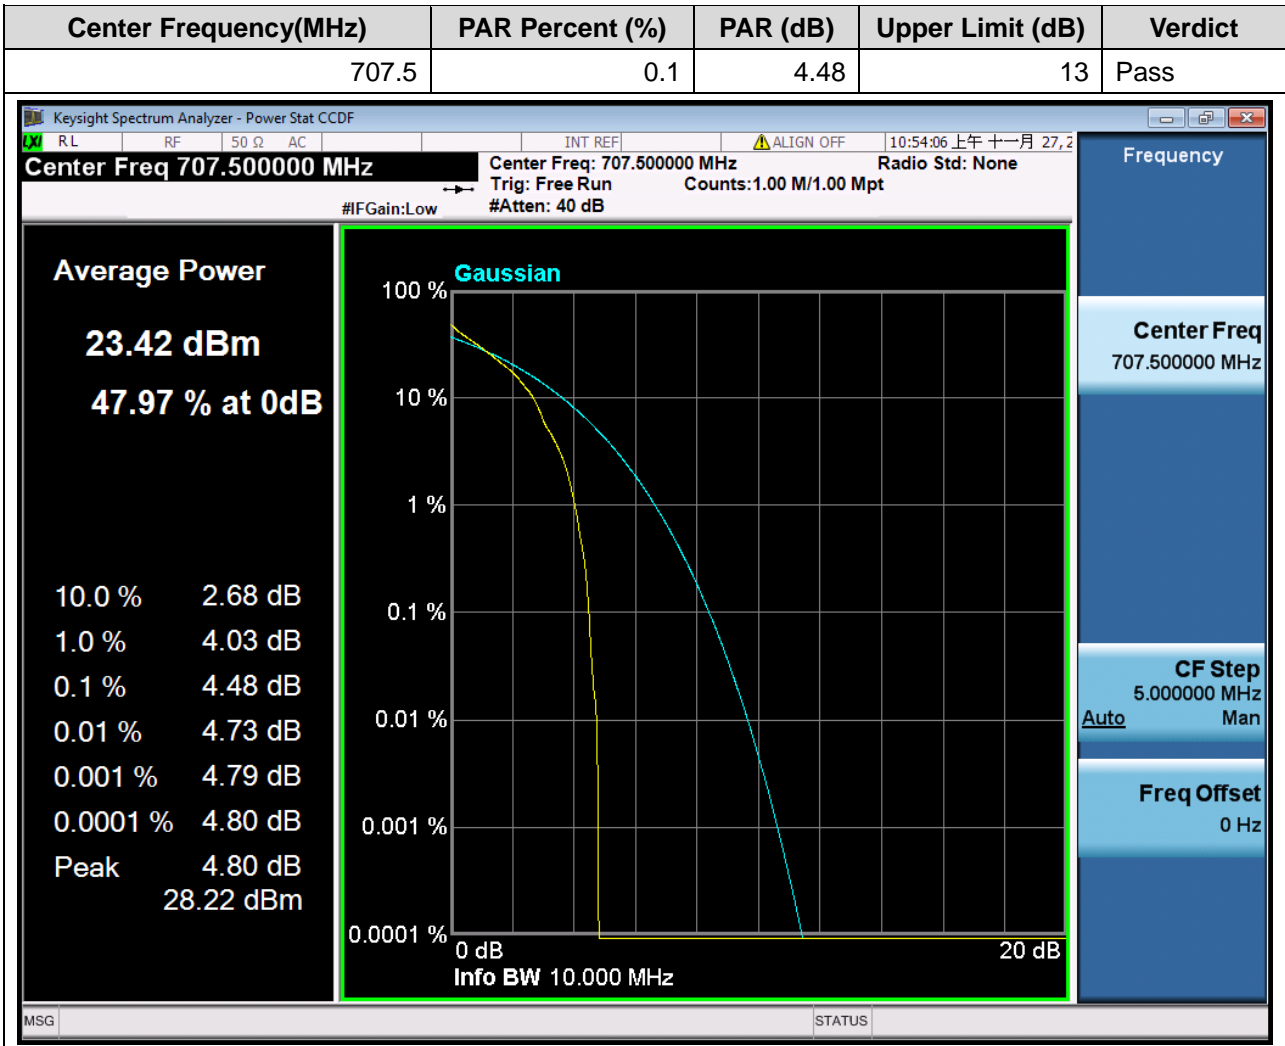 Center Frequency(MHz) PAR Percent (%) PAR (dB) Upper Limit (dB) Verdict
707.5 0.1 4.48 13 Pass
Keysight Spectrum Analyzer - Power Stat CCDF
LXI RL RF 50 Ω AC INT REF ALIGN OFF 10:54:06 上午 十一月 27, 2
Center Freq 707.500000 MHz
Center Freq: 707.500000 MHz Radio Std: None
Trig: Free Run Counts:1.00 M/1.00 Mpt
#IFGain:Low #Atten: 40 dB
Average Power
23.42 dBm
47.97 % at 0dB
10.0 % 2.68 dB
1.0 % 4.03 dB
0.1 % 4.48 dB
0.01 % 4.73 dB
0.001 % 4.79 dB
0.0001 % 4.80 dB
Peak 4.80 dB
28.22 dBm
Gaussian
100 %
10 %
1 %
0.1 %
0.01 %
0.001 %
0.0001 %
0 dB 20 dB
Info BW 10.000 MHz
Frequency
Center Freq
707.500000 MHz
CF Step
5.000000 MHz
Auto Man
Freq Offset
0 Hz
MSG STATUS